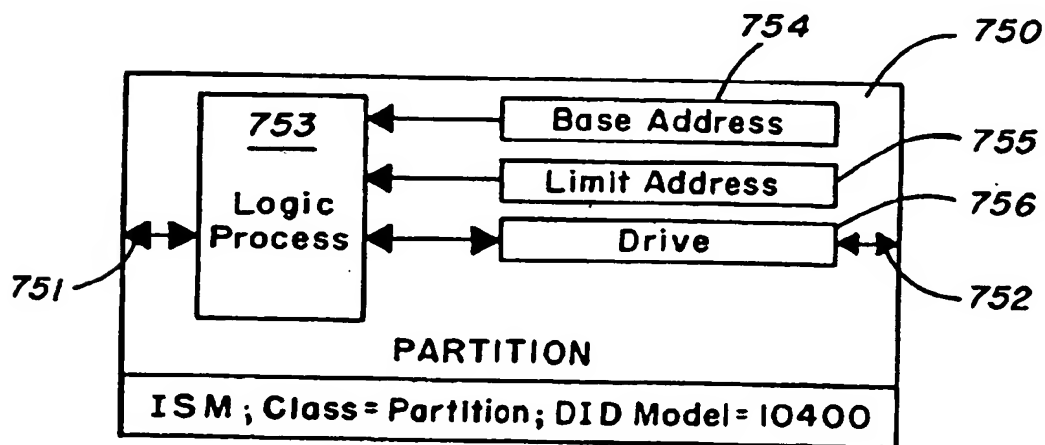 754
750
753
Base Address
755
Limit Address
756
Logic
Process
Drive
751
752
PARTITION
ISM; Class=Partition; DID Model=10400